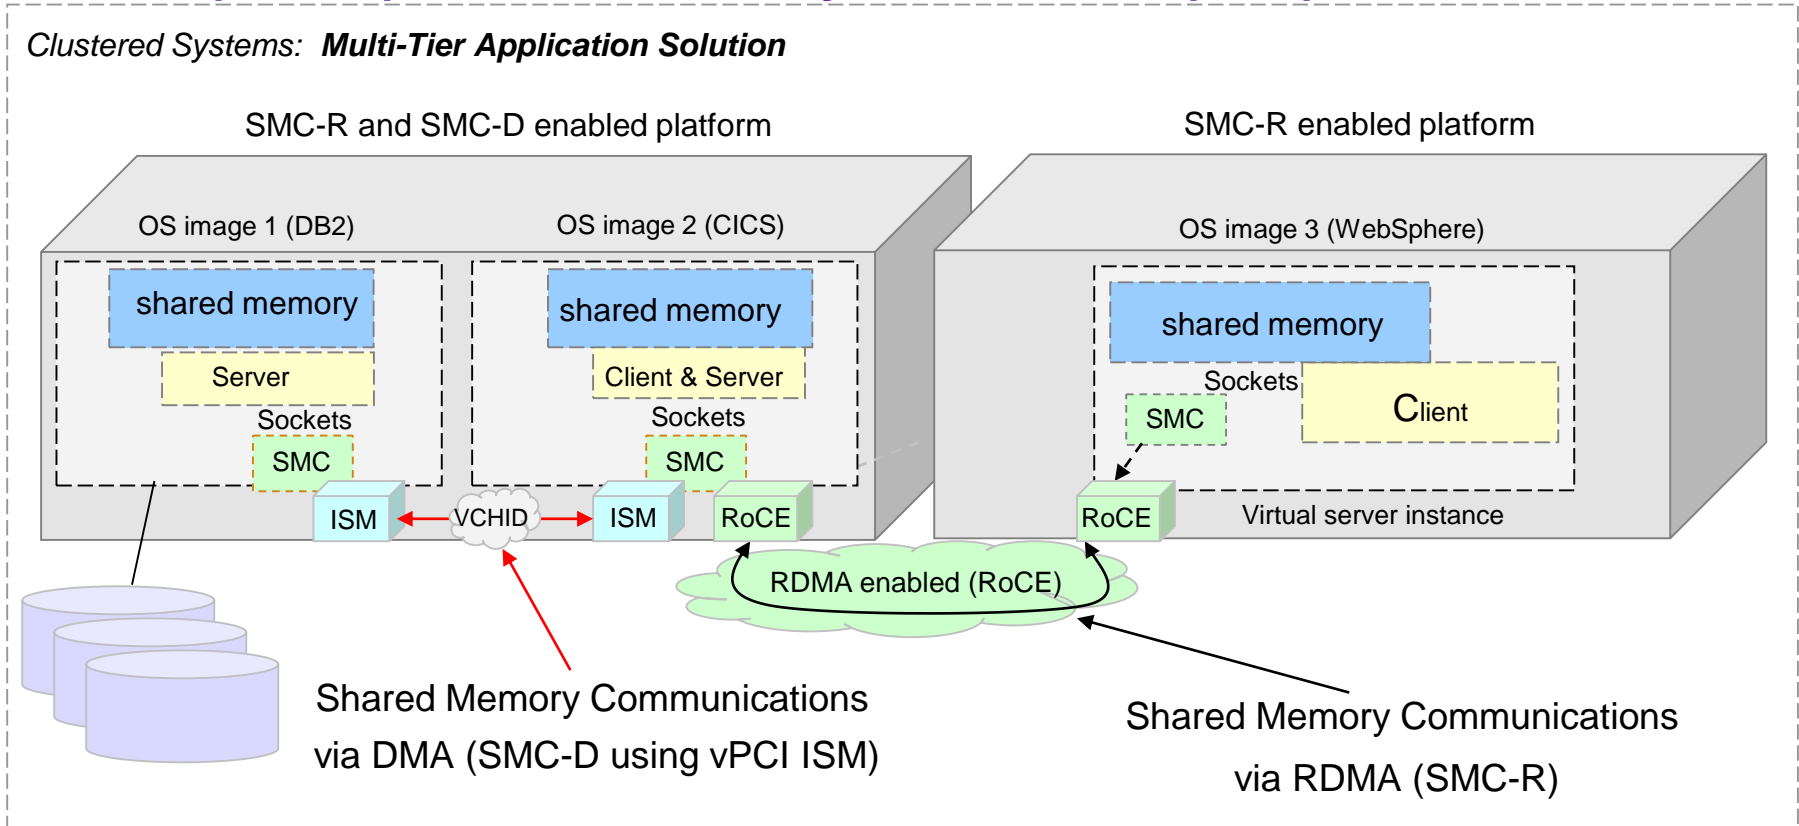 Clustered Systems: Multi-Tier Application Solution
SMC-R and SMC-D enabled platform
SMC-R enabled platform
OS image 1 (DB2)
OS image 2 (CICS)
OS image 3 (WebSphere)
shared memory
shared memory
shared memory
Server
Client & Server
Sockets
Client
Sockets
Sockets
SMC
SMC
SMC
ISM
VCHID
ISM
RoCE
RoCE
Virtual server instance
RDMA enabled (RoCE)
Shared Memory Communications
via DMA (SMC-D using vPCI ISM)
Shared Memory Communications
via RDMA (SMC-R)